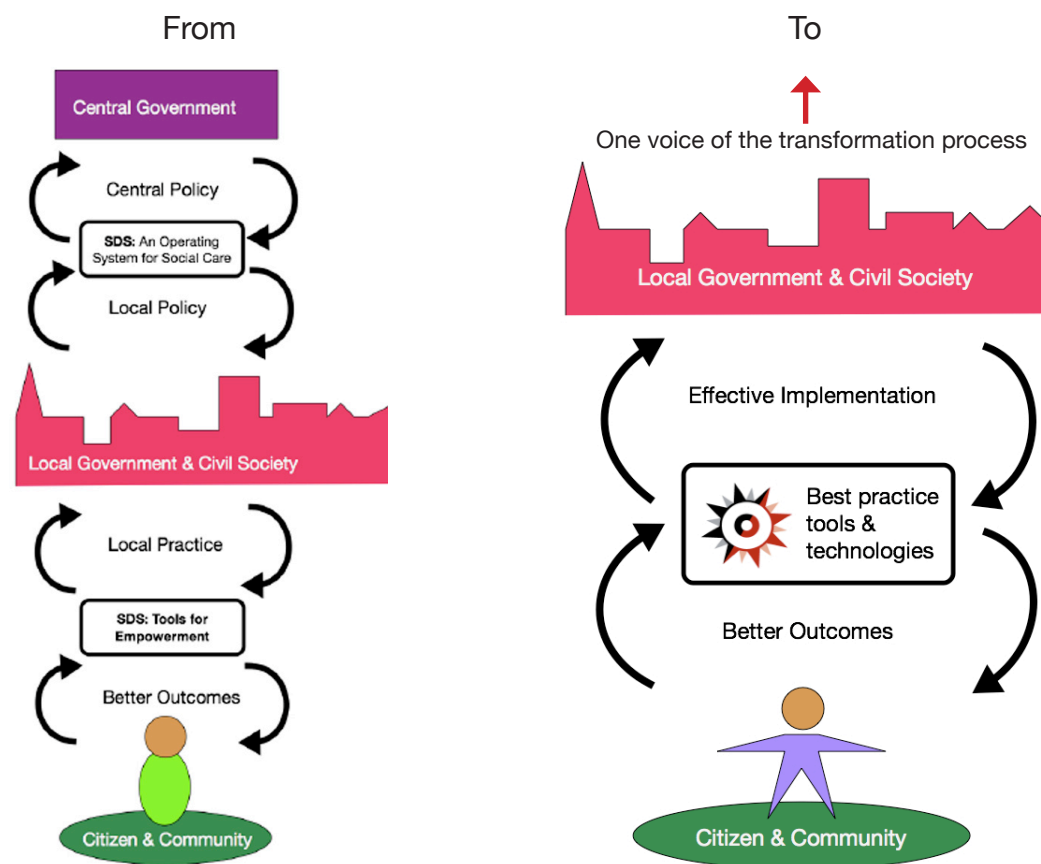 From
Central Government
Central Policy
SDS: An Operating
System for Social Care
Local Policy
Local Government & Civil Society
Local Practice
SDS: Tools for
Empowerment
Better Outcomes
Citizen & Community
To
One voice of the transformation process
Local Government & Civil Society
Effective Implementation
Best practice
tools &
technologies
Better Outcomes
Citizen & Community